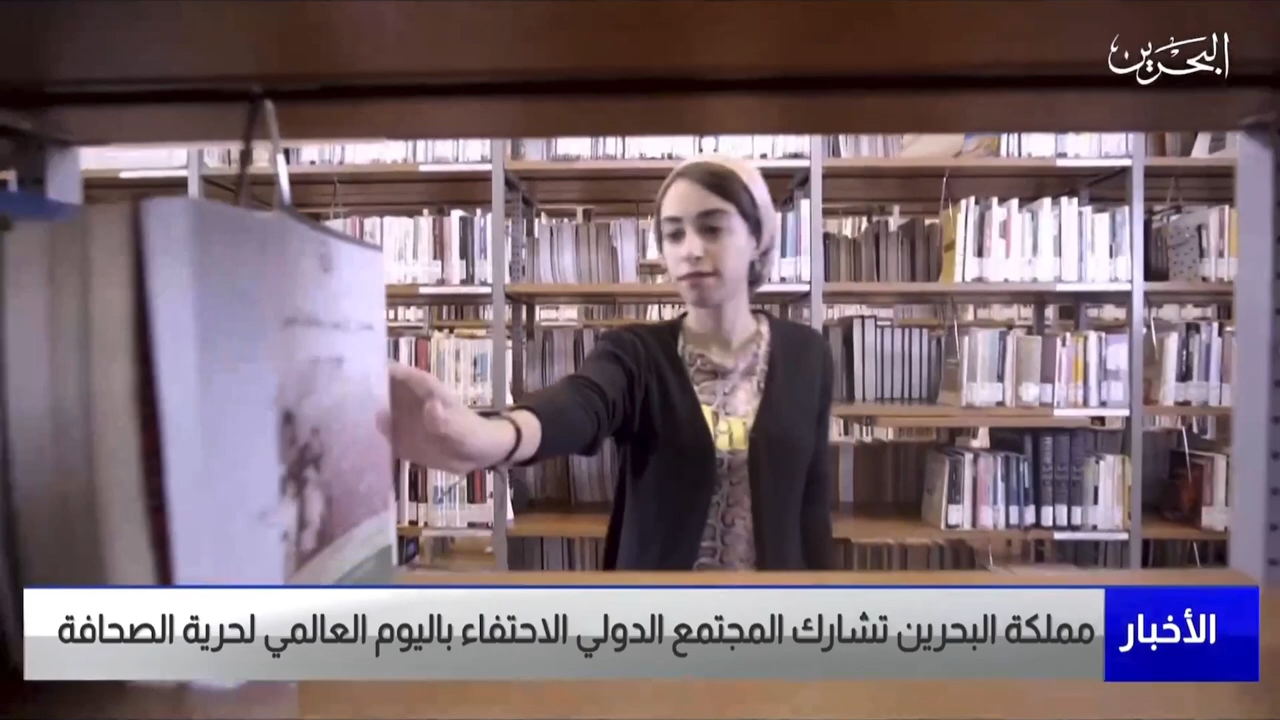 البحرين
الأخبار
مملكة البحرين تشارك المجتمع الدولي الاحتفاء باليوم العالمي لحرية الصحافة